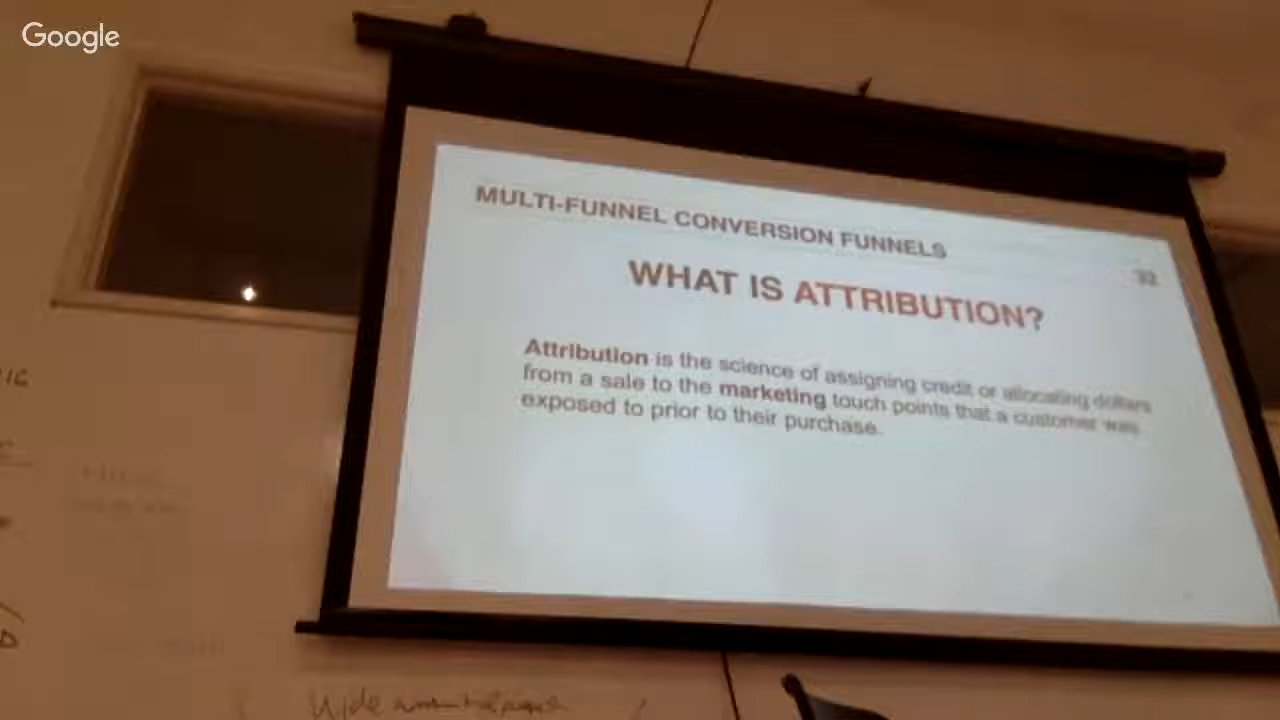 Google
MULTI-FUNNEL CONVERSION FUNNELS
32
WHAT IS ATTRIBUTION?
Attribution is the science of assigning credit or allocating dollars
from a sale to the marketing touch points that a customer was
exposed to prior to their purchase.